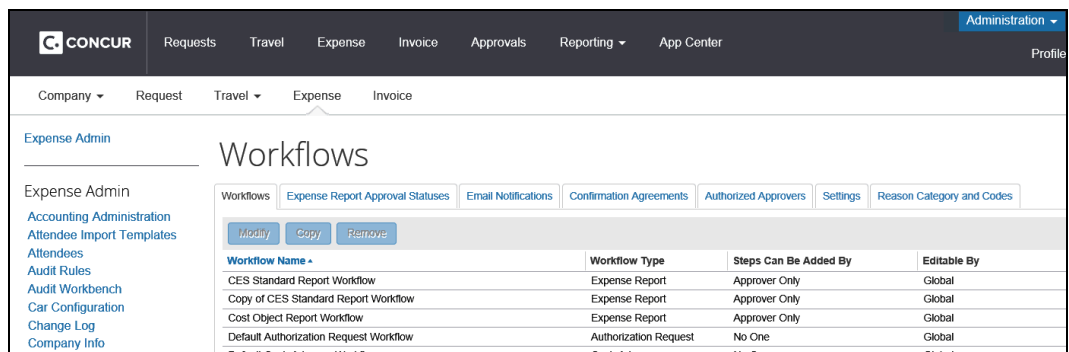 Administration
C. CONCUR Requests Travel Expense Invoice Approvals Reporting App Center
Profile
Company Request Travel Expense Invoice
Expense Admin
Workflows
Expense Admin
Workflows Expense Report Approval Statuses Email Notifications Confirmation Agreements Authorized Approvers Settings Reason Category and Codes
Accounting Administration
Attendee Import Templates
Attendees
Audit Rules
Audit Workbench
Car Configuration
Change Log
Company Info
Modify Copy Remove
Workflow Name Workflow Type Steps Can Be Added By Editable By
CES Standard Report Workflow Expense Report Approver Only Global
Copy of CES Standard Report Workflow Expense Report Approver Only Global
Cost Object Report Workflow Expense Report Approver Only Global
Default Authorization Request Workflow Authorization Request No One Global